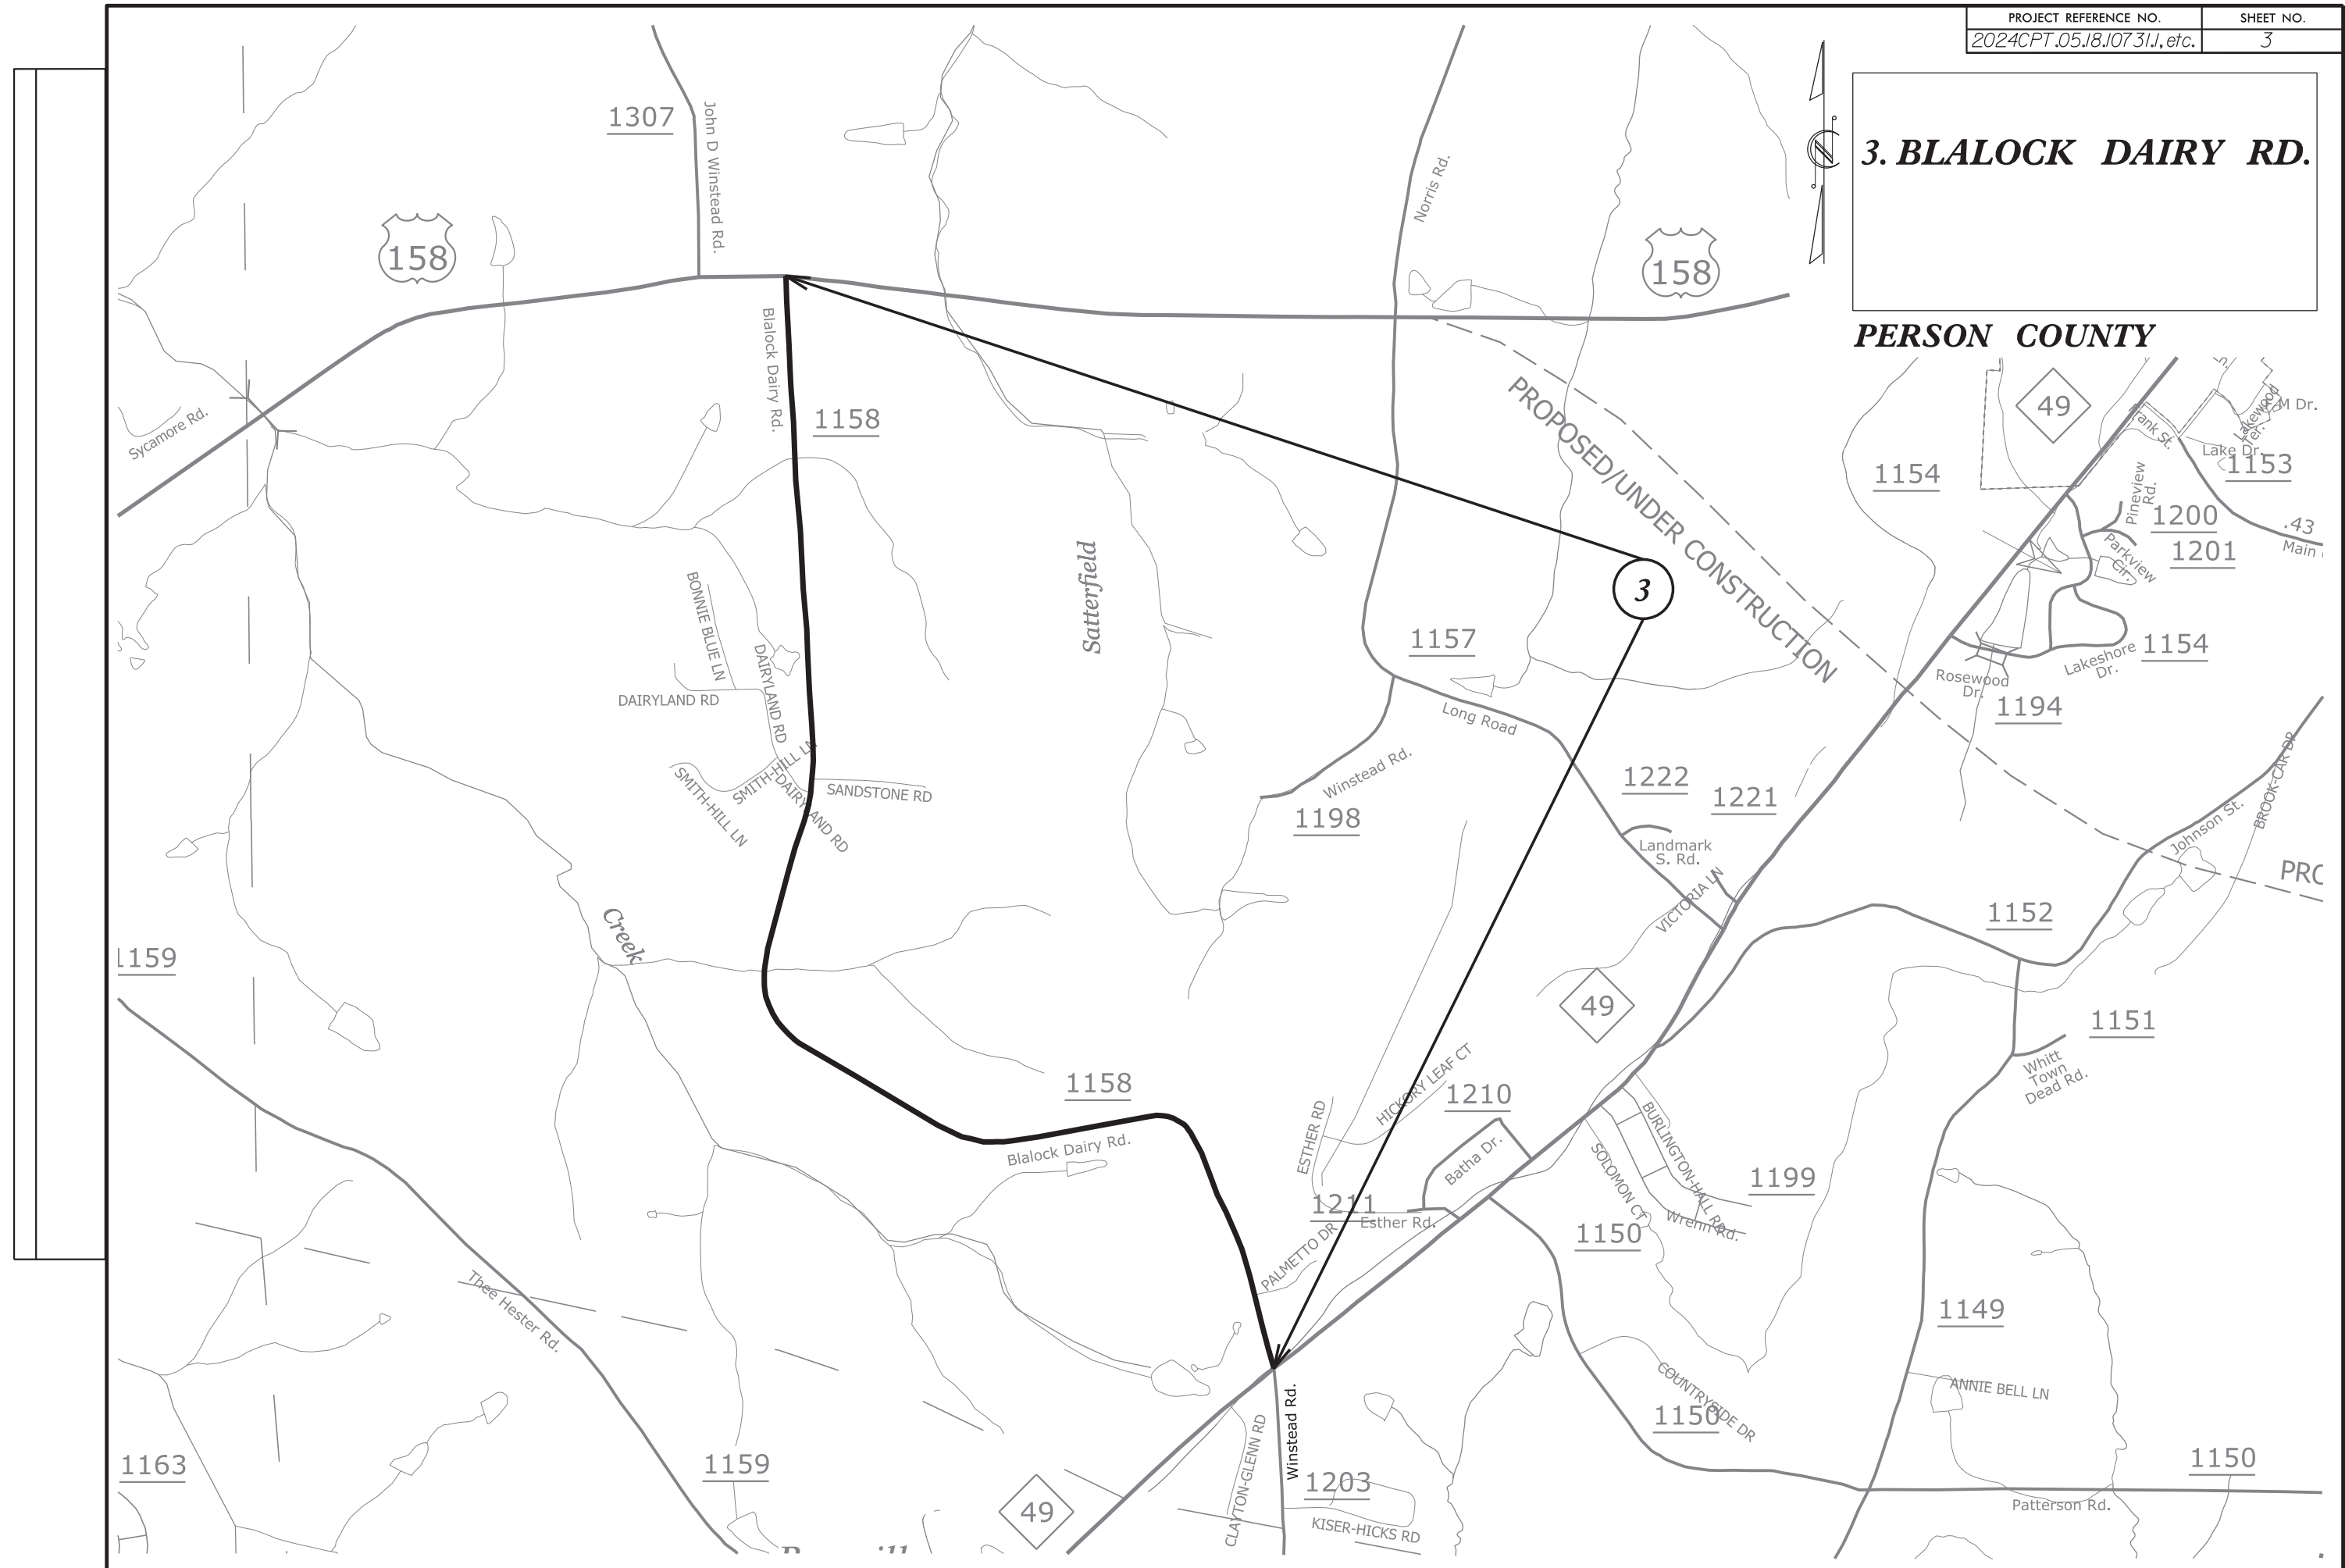 PROJECT REFERENCE NO.
SHEET NO.
2024CPT.05.18.10731.1, etc.
3
3. BLALOCK DAIRY RD.
PERSON COUNTY
1307
John D Winstead Rd.
158
Norris Rd.
158
Sycamore Rd.
Blalock Dairy Rd.
1158
PROPOSED/UNDER CONSTRUCTION
49
M Dr.
Lakewood
Ter.
Lake Dr.
1153
1154
Pineview
Rd.
1200
1201
.43
Main
Parkview
Cir.
Satterfield
BONNIE BLUE LN
DAIRYLAND RD
DAIRYLAND RD
3
1157
Lakeshore
Dr.
1154
Rosewood
Dr.
1194
Long Road
SMITH-HILL LN
SMITH-HILL LN
DAIRYLAND RD
SANDSTONE RD
Winstead Rd.
1198
1222
1221
Landmark
S. Rd.
VICTORIA LN
Johnson St.
BROOK-CAR DR
PRO
1152
Creek
1159
49
1151
Whitt
Town
Dead Rd.
1158
Blalock Dairy Rd.
HICKORY LEAF CT
1210
ESTHER RD
Batha Dr.
1211
Esther Rd.
PALMETTO DR
SOLOMON CT
BURLINGTON-HALL RD
1199
Wrenn Rd.
1150
Thee Hester Rd.
1149
COUNTRYSIDE DR
1150
ANNIE BELL LN
Winstead Rd.
CLAYTON-GLENN RD
1163
1159
49
1203
KISER-HICKS RD
1150
Patterson Rd.